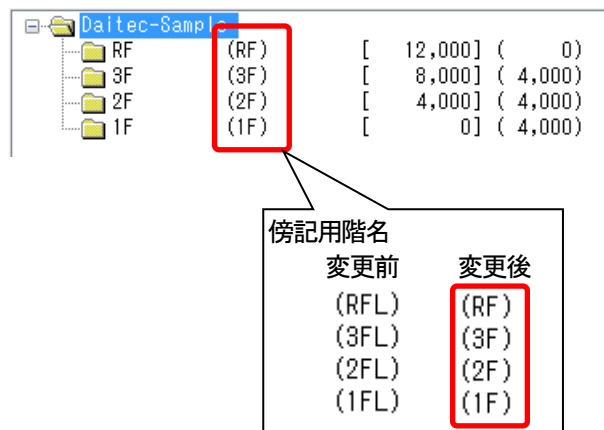 Daitec-Sample
RF (RF) [ 12,000] ( 0)
3F (3F) [ 8,000] ( 4,000)
2F (2F) [ 4,000] ( 4,000)
1F (1F) [ 0] ( 4,000)
傍記用階名
変更前 変更後
(RFL) (RF)
(3FL) (3F)
(2FL) (2F)
(1FL) (1F)